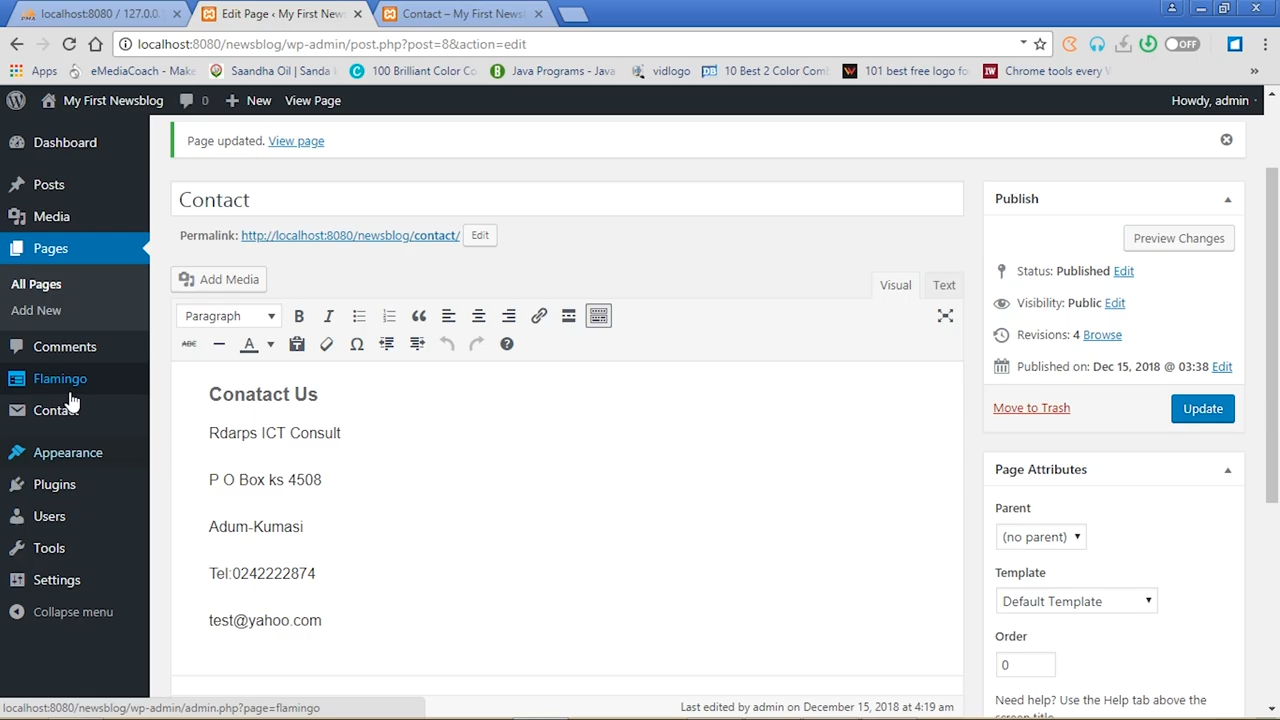 localhost:8080 / 127.0.0.
Edit Page ‹ My First News
Contact – My First News
localhost:8080/newsblog/wp-admin/post.php?post=8&action=edit
OFF
Apps
eMediaCoach - Make
Saandha Oil | Sanda
100 Brilliant Color Co
Java Programs - Java
vidlogo
10 Best 2 Color Comb
101 best free logo fo
Chrome tools every
»
My First Newsblog
0
New
View Page
Howdy, admin
Dashboard
Posts
Media
Pages
All Pages
Add New
Comments
Flamingo
Contact
Appearance
Plugins
Users
Tools
Settings
Collapse menu
Page updated. View page
Contact
Permalink: http://localhost:8080/newsblog/contact/ Edit
Add Media
Visual
Text
Paragraph
B
I
ABC
A
Conatact Us
Rdarps ICT Consult
P O Box ks 4508
Adum-Kumasi
Tel:0242222874
test@yahoo.com
Last edited by admin on December 15, 2018 at 4:19 am
Publish
Preview Changes
Status: Published Edit
Visibility: Public Edit
Revisions: 4 Browse
Published on: Dec 15, 2018 @ 03:38 Edit
Move to Trash
Update
Page Attributes
Parent
(no parent)
Template
Default Template
Order
0
Need help? Use the Help tab above the
screen title.
localhost:8080/newsblog/wp-admin/admin.php?page=flamingo